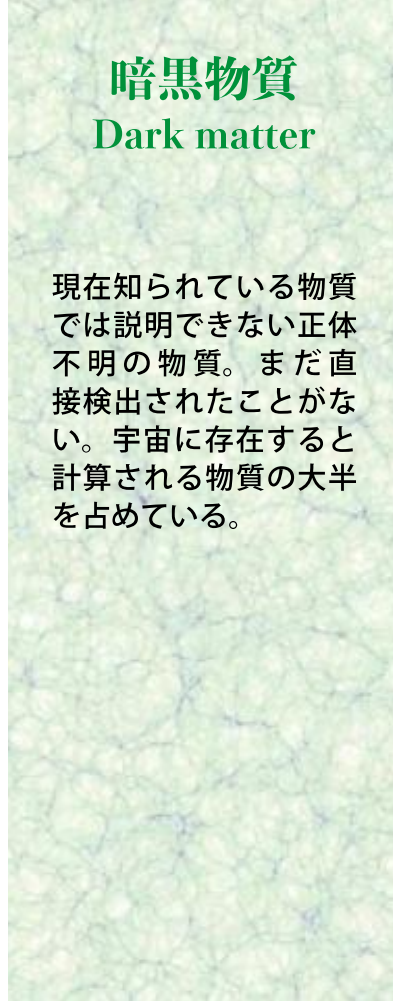 暗黒物質
Dark matter
現在知られている物質
では説明できない正体
不明の物質。まだ直
接検出されたことがな
い。宇宙に存在すると
計算される物質の大半
を占めている。